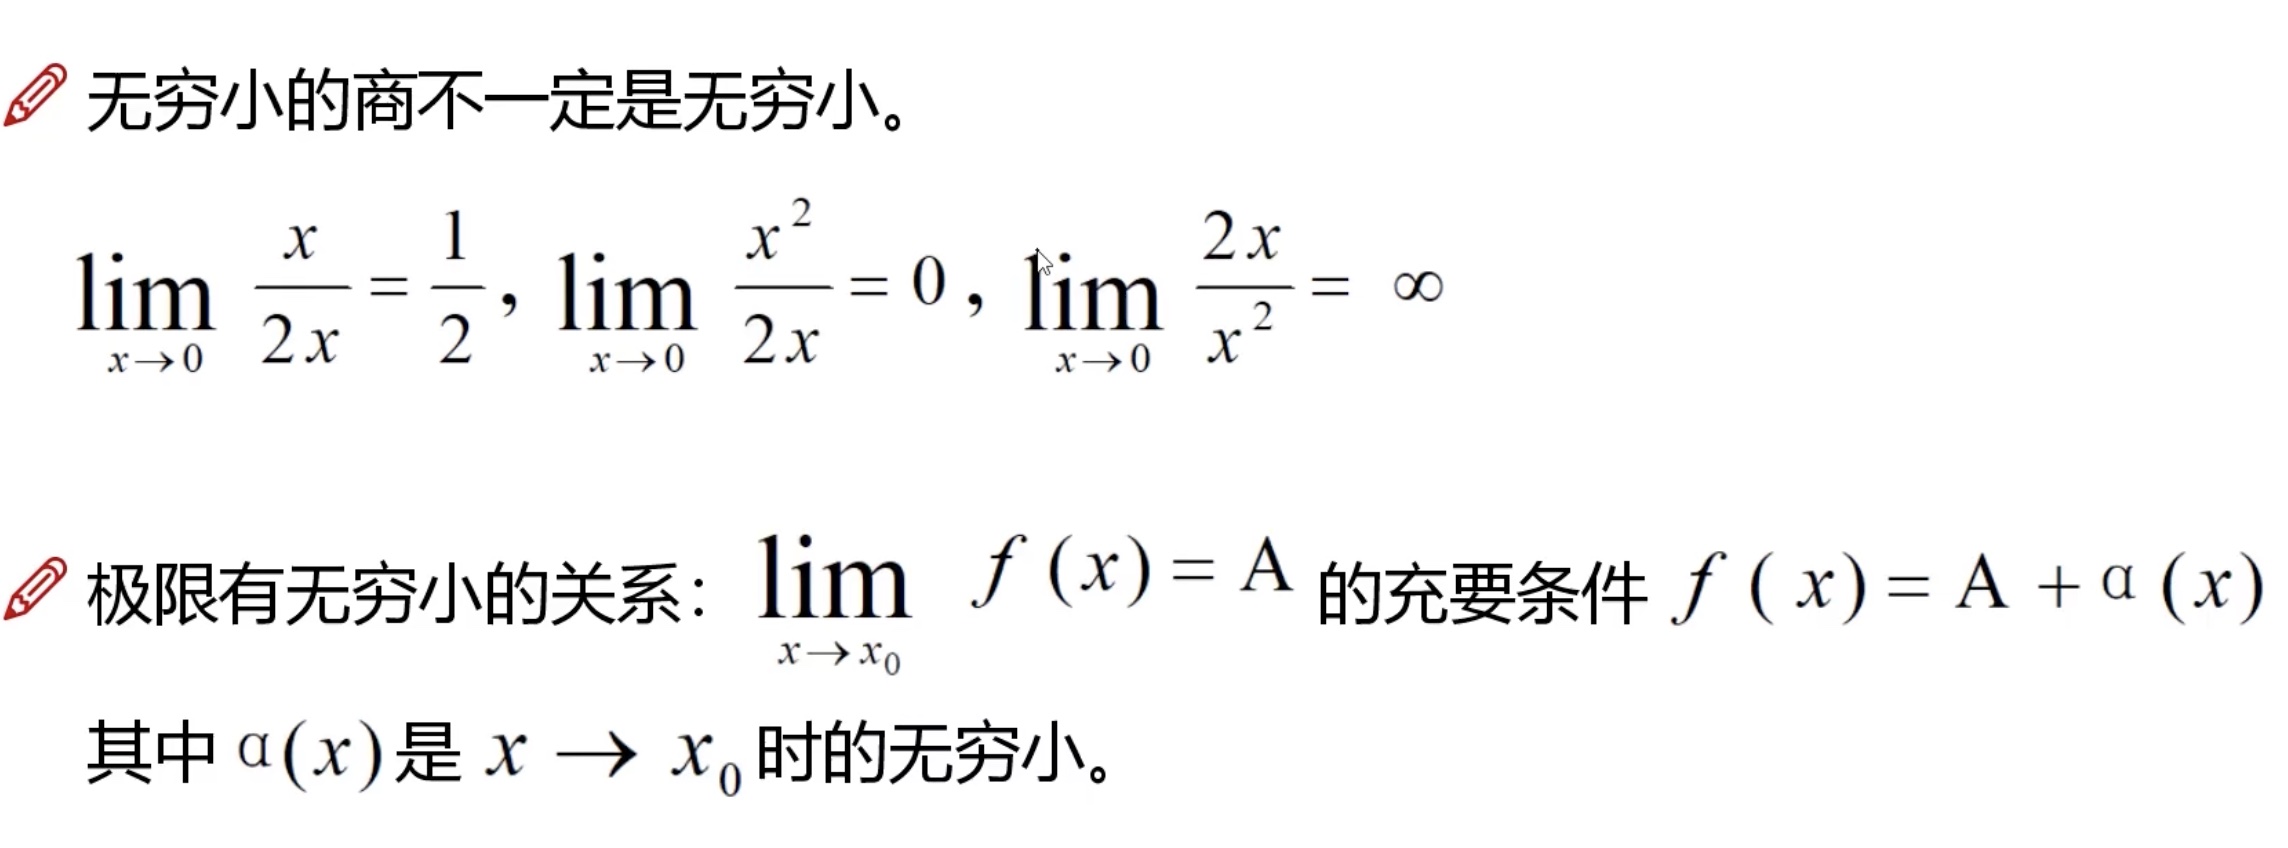 无穷小的商不一定是无穷小。
lim_{x→0} x/2x = 1/2, lim_{x→0} x²/2x = 0, lim_{x→0} 2x/x² = ∞
极限有无穷小的关系： lim_{x→x₀} f(x) = A 的充要条件 f(x) = A + α(x)
其中 α(x) 是 x → x₀ 时的无穷小。